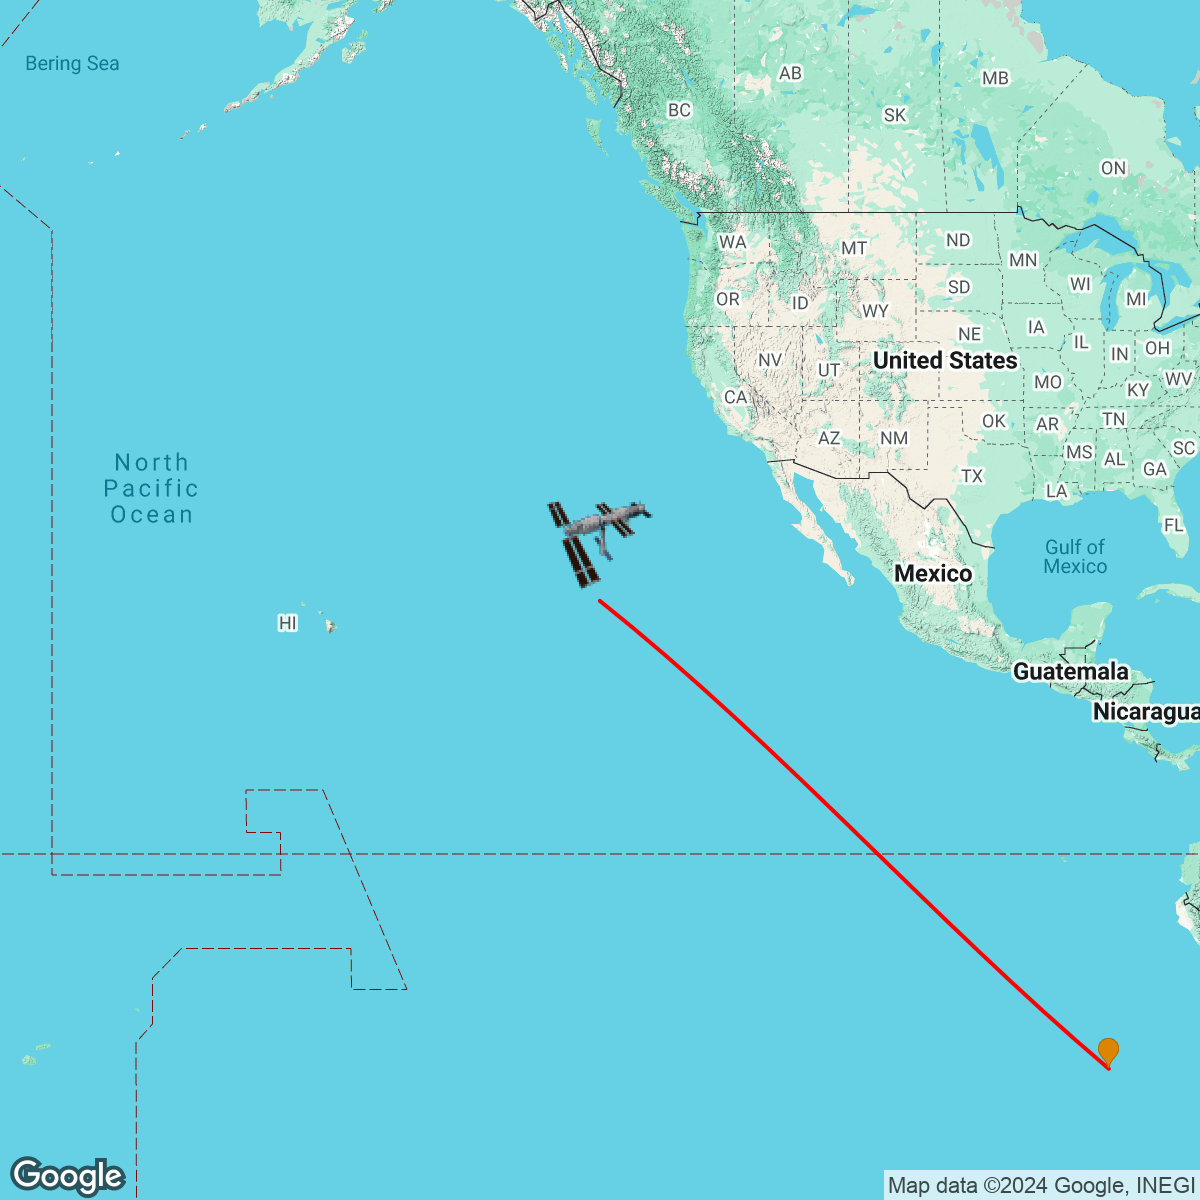 Bering Sea
AB
MB
BC
SK
ON
WA
MT
ND
MN
OR
ID
SD
WI
MI
WY
NE
IA
IL
IN
OH
NV
UT
United States
CA
MO
KY
WV
AZ
NM
OK
AR
TN
SC
MS
AL
GA
TX
LA
FL
North
Pacific
Ocean
Gulf of
Mexico
Mexico
HI
Guatemala
Nicaragua
Google
Map data ©2024 Google, INEGI